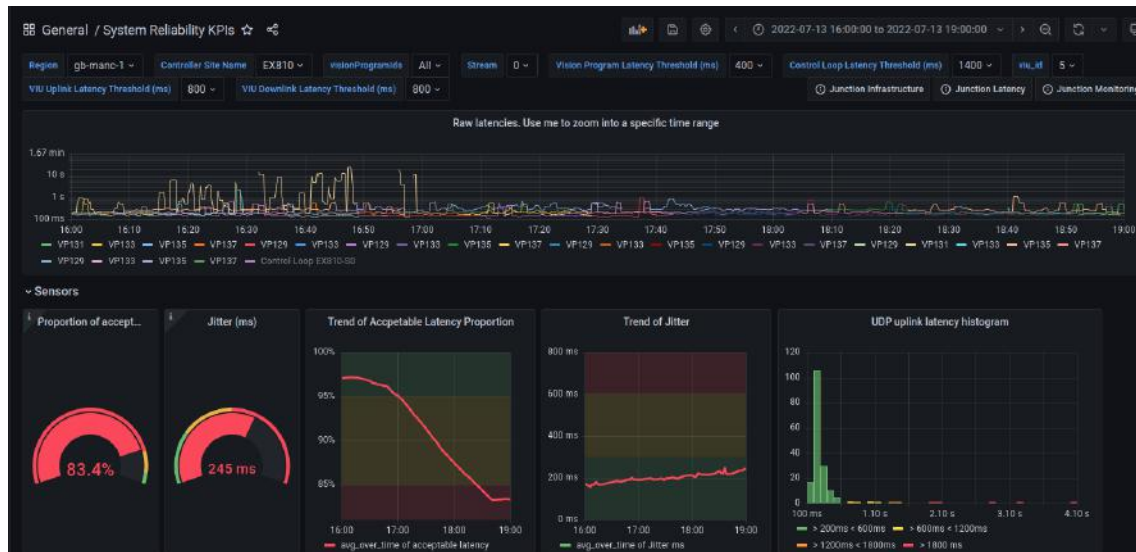 General / System Reliability KPIs
2022-07-13 16:00:00 to 2022-07-13 19:00:00
Region gb-manc-1 Controller Site Name EX810 visionProgramIds All Stream 0 Vision Program Latency Threshold (ms) 400 Control Loop Latency Threshold (ms) 1400 viu_id 5
VIU Uplink Latency Threshold (ms) 800 VIU Downlink Latency Threshold (ms) 800 Junction Infrastructure Junction Latency Junction Monitoring
Raw latencies. Use me to zoom into a specific time range
1.67 min
10 s
1 s
100 ms
16:00 16:10 16:20 16:30 16:40 16:50 17:00 17:10 17:20 17:30 17:40 17:50 18:00 18:10 18:20 18:30 18:40 18:50 19:00
VP131 VP133 VP135 VP137 VP129 VP133 VP129 VP133 VP135 VP137 VP129 VP133 VP135 VP129 VP133 VP137 VP129 VP131 VP133 VP135 VP137
VP129 VP133 VP135 VP137 Control Loop EX810-S0
Sensors
Proportion of accept...
83.4%
Jitter (ms)
245 ms
Trend of Accpetable Latency Proportion
100%
95%
90%
85%
16:00 17:00 18:00 19:00
avg_over_time of acceptable latency
Trend of Jitter
800 ms
600 ms
400 ms
200 ms
0 ms
16:00 17:00 18:00 19:00
avg_over_time of Jitter ms
UDP uplink latency histogram
120
100
80
60
40
20
0
100 ms 1.10 s 2.10 s 3.10 s 4.10 s
> 200ms < 600ms > 600ms < 1200ms
> 1200ms < 1800ms > 1800 ms